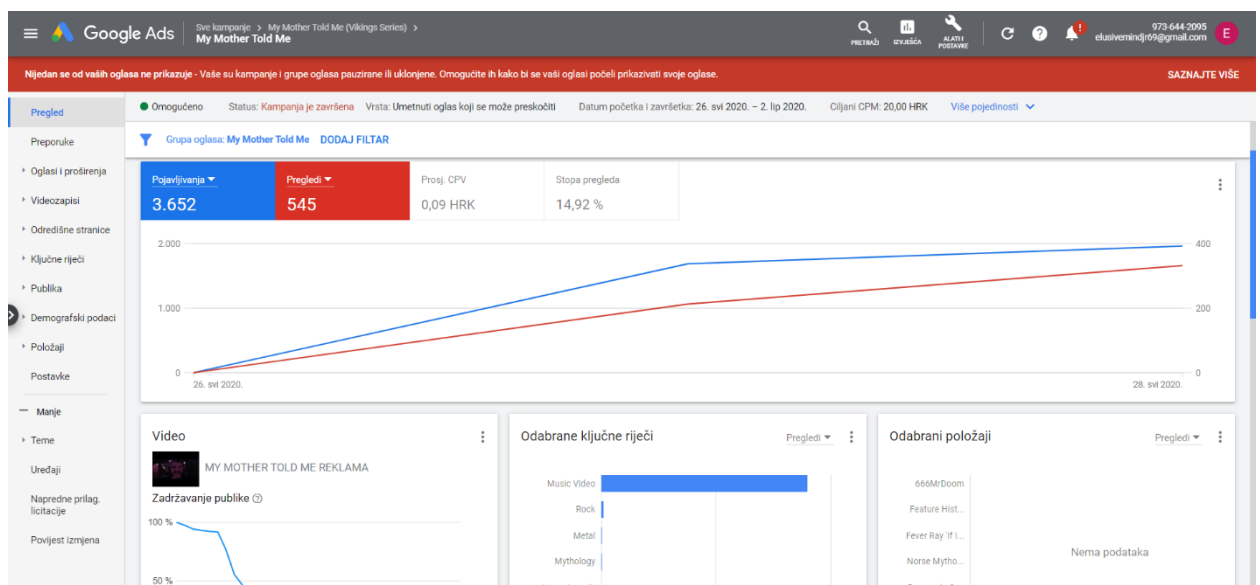 Google Ads
Sve kampanje > My Mother Told Me (Vikings Series) >
My Mother Told Me
PRETRAŽI
IZVJEŠĆA
ALATI I
POSTAVKE
973-644-2095
elusivemindjr69@gmail.com
E
Nijedan se od vaših oglasa ne prikazuje - Vaše su kampanje i grupe oglasa pauzirane ili uklonjene. Omogućite ih kako bi se vaši oglasi počeli prikazivati svoje oglase.
SAZNAJTE VIŠE
Pregled
Preporuke
Oglasi i proširenja
Videozapisi
Odredišne stranice
Ključne riječi
Publika
Demografski podaci
Položaji
Postavke
Manje
Teme
Uređaji
Napredne prilag.
licitacije
Povijest izmjena
Omogućeno Status: Kampanja je završena Vrsta: Umetnuti oglas koji se može preskočiti Datum početka i završetka: 26. svi 2020. – 2. lip 2020. Ciljani CPM: 20,00 HRK Više pojedinosti
Grupa oglasa: My Mother Told Me DODAJ FILTAR
Pojavljivanja
3.652
Pregledi
545
Prosj. CPV
0,09 HRK
Stopa pregleda
14,92 %
2.000
1.000
0
400
200
0
26. svi 2020.
28. svi 2020.
Video
MY MOTHER TOLD ME REKLAMA
Zadržavanje publike
100 %
50 %
Odabrane ključne riječi
Pregledi
Music Video
Rock
Metal
Mythology
Odabrani položaji
Pregledi
666MrDoom
Feature Hist...
Fever Ray 'If I...
Norse Mytho...
Nema podataka